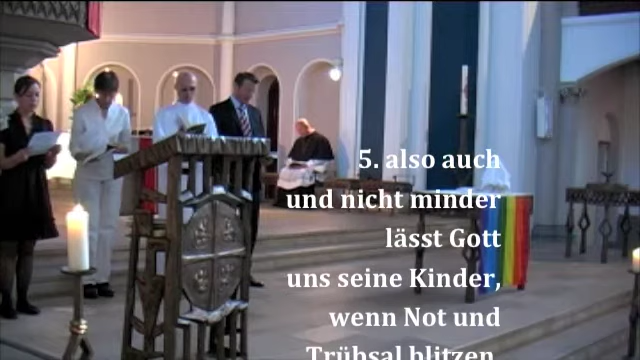 5. also auch
und nicht minder
lässt Gott
uns seine Kinder,
wenn Not und
Trübsal blitzen,